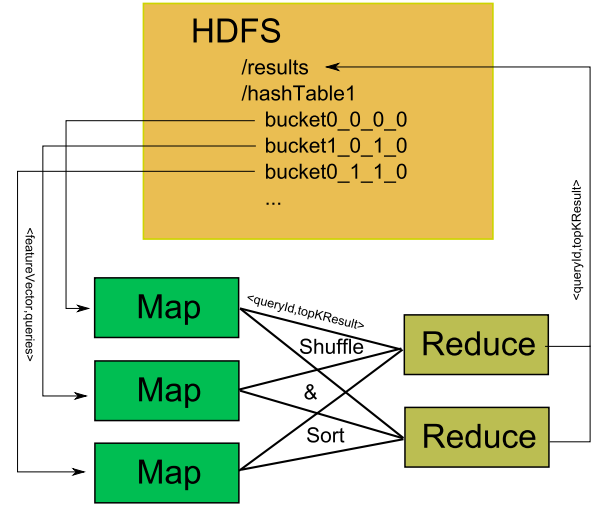 HDFS
/results
/hashTable1
bucket0_0_0_0
bucket1_0_1_0
bucket0_1_1_0
...
<featureVector,queries>
<queryId,topKResult>
<queryId,topKResult>
Map
Map
Map
Shuffle
&
Sort
Reduce
Reduce